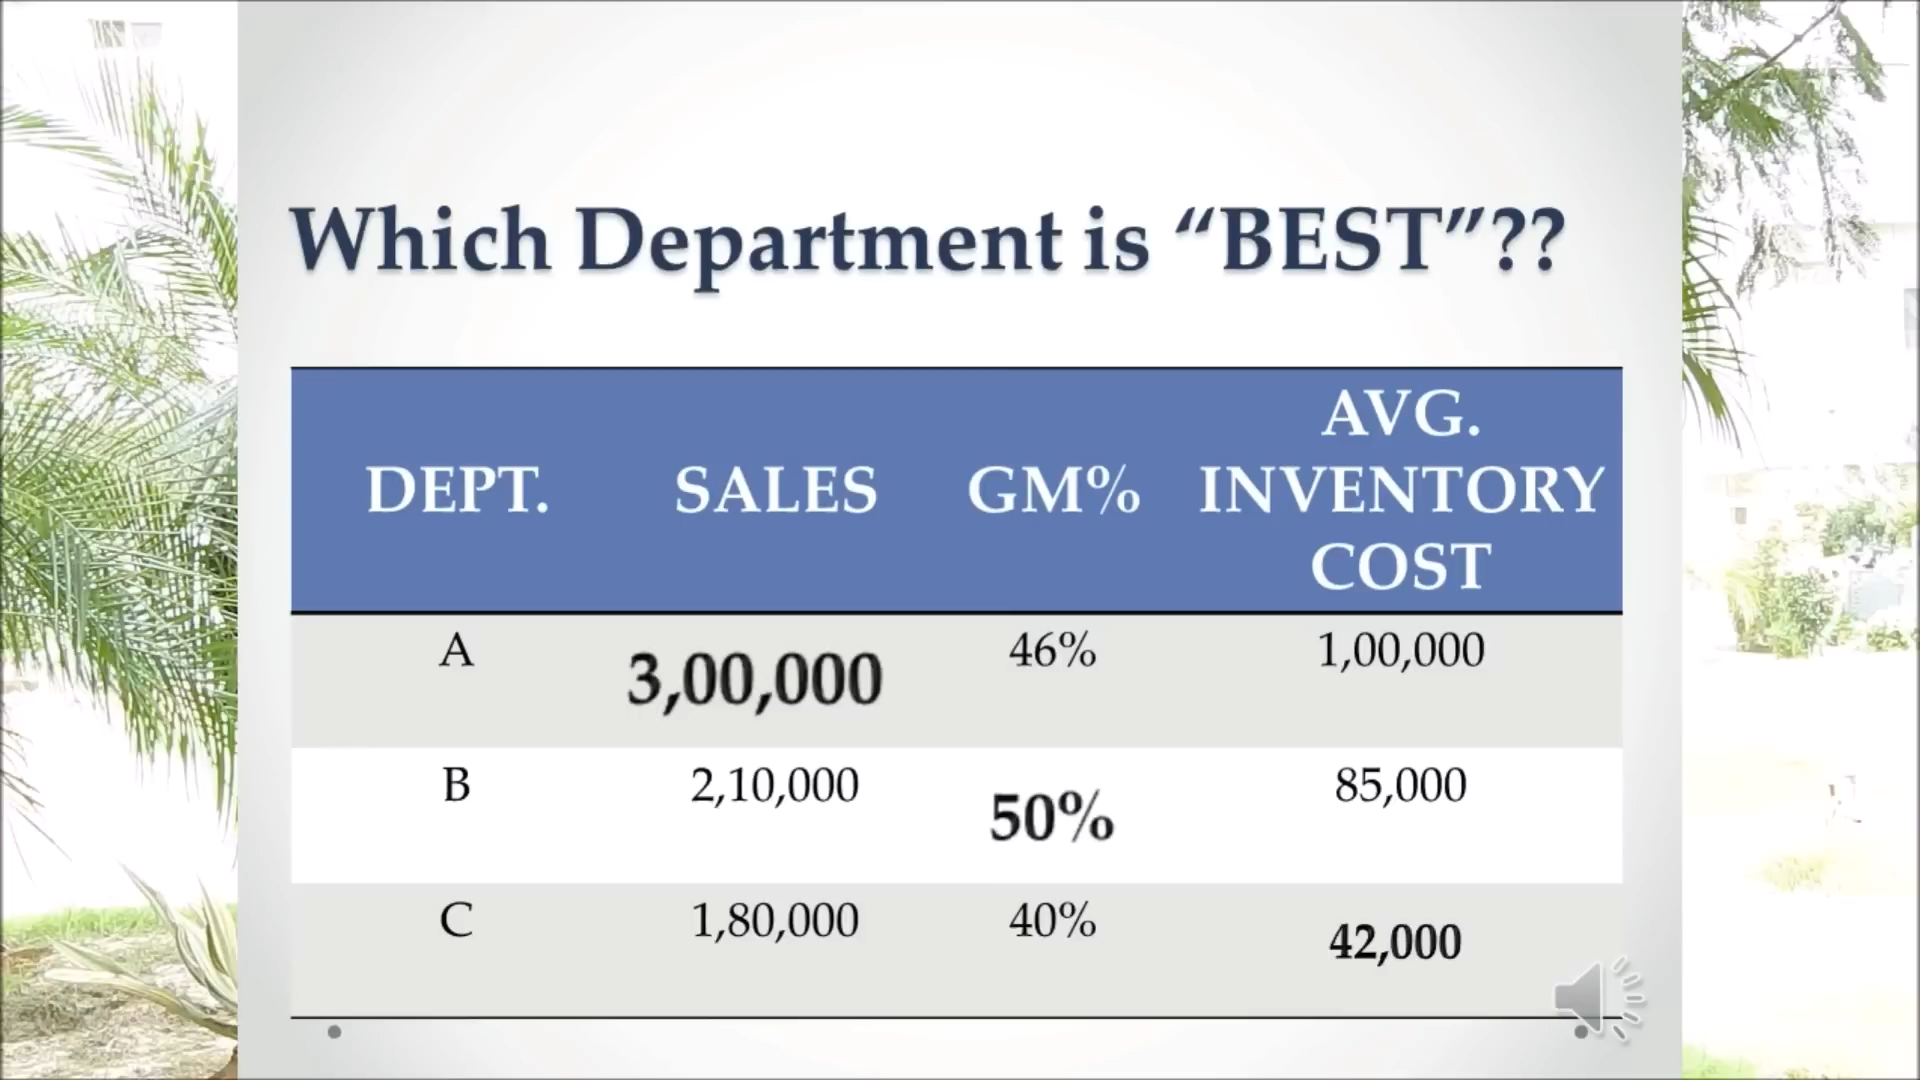 Which Department is “BEST”??
DEPT. SALES GM% AVG. INVENTORY COST
A 3,00,000 46% 1,00,000
B 2,10,000 50% 85,000
C 1,80,000 40% 42,000